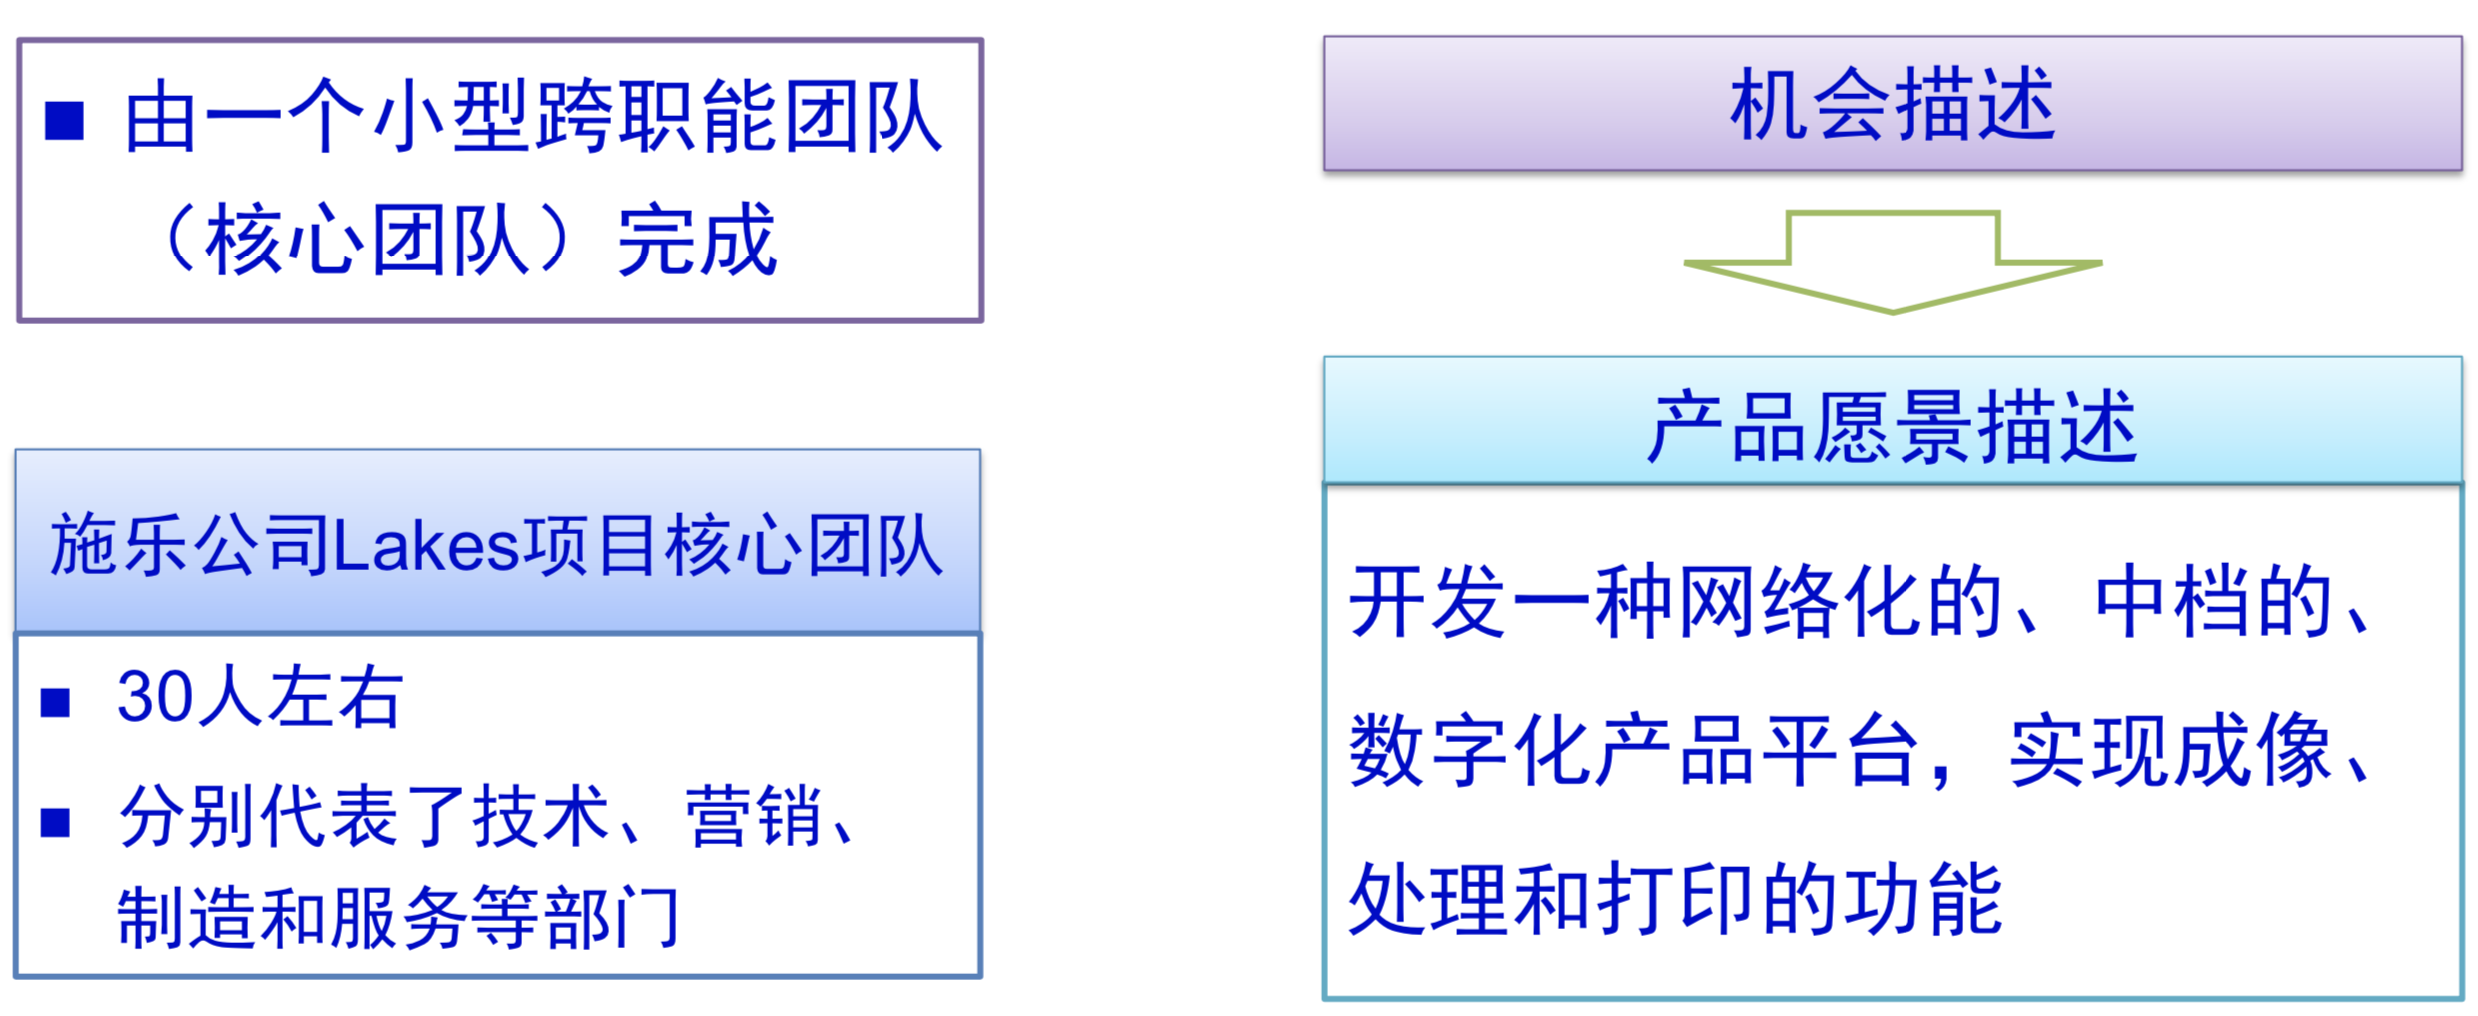 ■ 由一个小型跨职能团队
（核心团队）完成
施乐公司Lakes项目核心团队
■ 30人左右
■ 分别代表了技术、营销、
制造和服务等部门
机会描述
产品愿景描述
开发一种网络化的、中档的、
数字化产品平台，实现成像、
处理和打印的功能